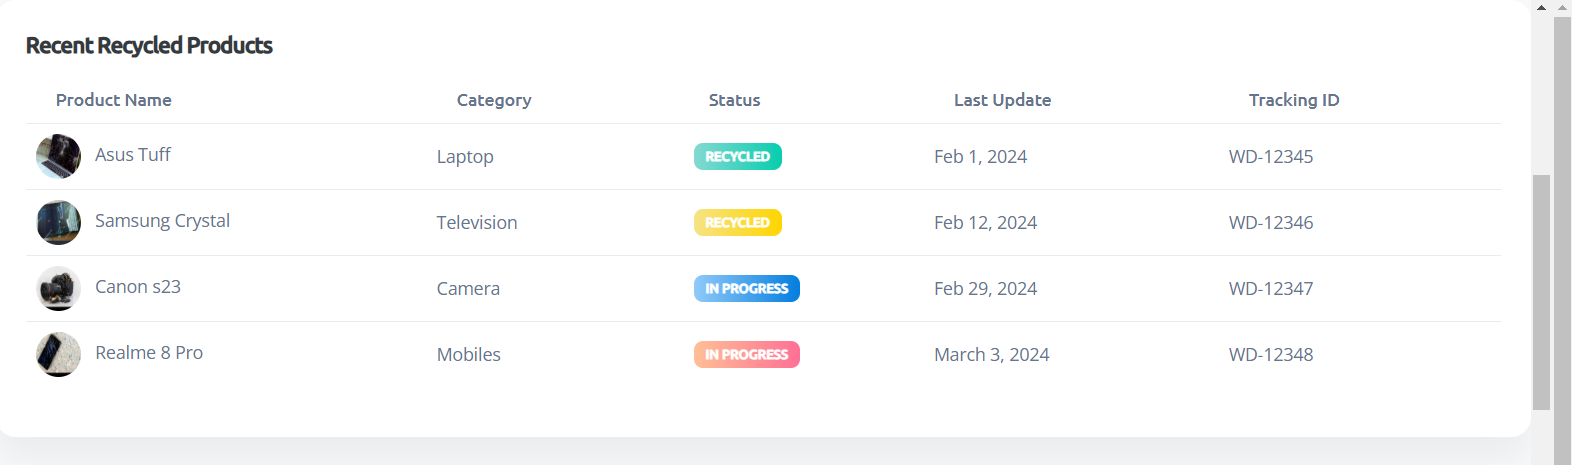 Recent Recycled Products
Product Name Category Status Last Update Tracking ID
Asus Tuff Laptop RECYCLED Feb 1, 2024 WD-12345
Samsung Crystal Television RECYCLED Feb 12, 2024 WD-12346
Canon s23 Camera IN PROGRESS Feb 29, 2024 WD-12347
Realme 8 Pro Mobiles IN PROGRESS March 3, 2024 WD-12348